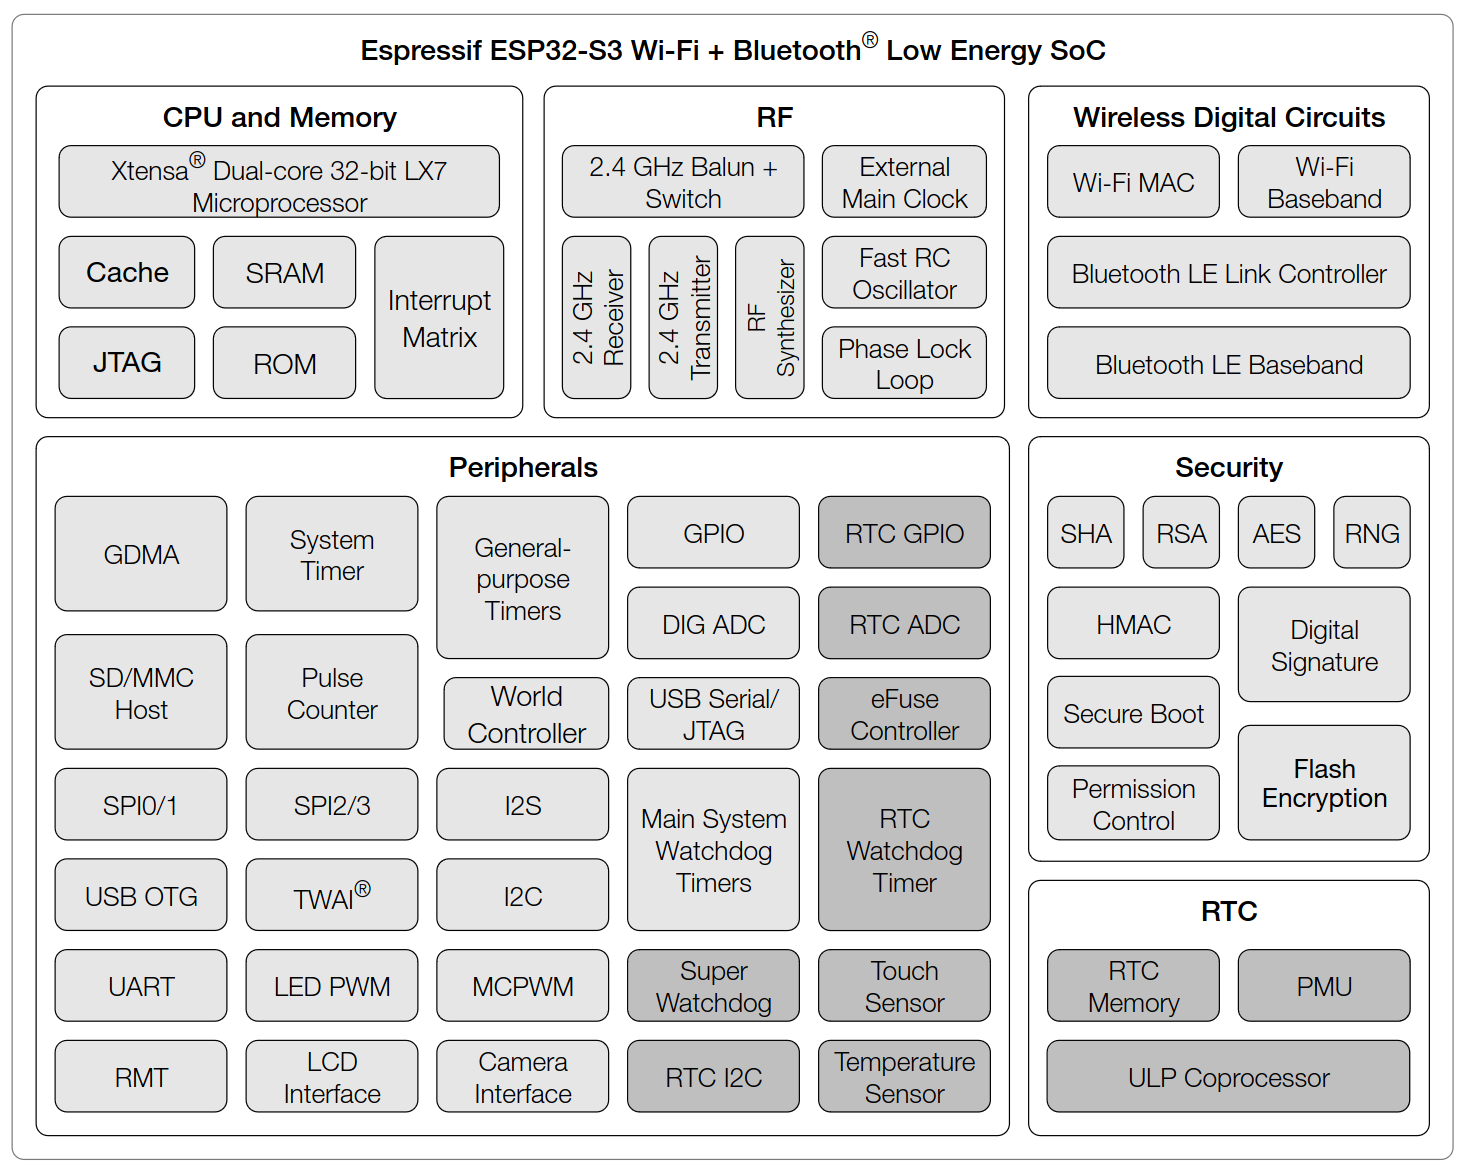 Espressif ESP32-S3 Wi-Fi + Bluetooth® Low Energy SoC
CPU and Memory
Xtensa® Dual-core 32-bit LX7
Microprocessor
Cache
SRAM
Interrupt
Matrix
JTAG
ROM
RF
2.4 GHz Balun +
Switch
External
Main Clock
2.4 GHz
Receiver
2.4 GHz
Transmitter
RF
Synthesizer
Fast RC
Oscillator
Phase Lock
Loop
Wireless Digital Circuits
Wi-Fi MAC
Wi-Fi
Baseband
Bluetooth LE Link Controller
Bluetooth LE Baseband
Peripherals
GDMA
System
Timer
General-
purpose
Timers
GPIO
RTC GPIO
DIG ADC
RTC ADC
SD/MMC
Host
Pulse
Counter
World
Controller
USB Serial/
JTAG
eFuse
Controller
SPI0/1
SPI2/3
I2S
Main System
Watchdog
Timers
RTC
Watchdog
Timer
USB OTG
TWAI®
I2C
UART
LED PWM
MCPWM
Super
Watchdog
Touch
Sensor
RMT
LCD
Interface
Camera
Interface
RTC I2C
Temperature
Sensor
Security
SHA
RSA
AES
RNG
HMAC
Digital
Signature
Secure Boot
Flash
Encryption
Permission
Control
RTC
RTC
Memory
PMU
ULP Coprocessor